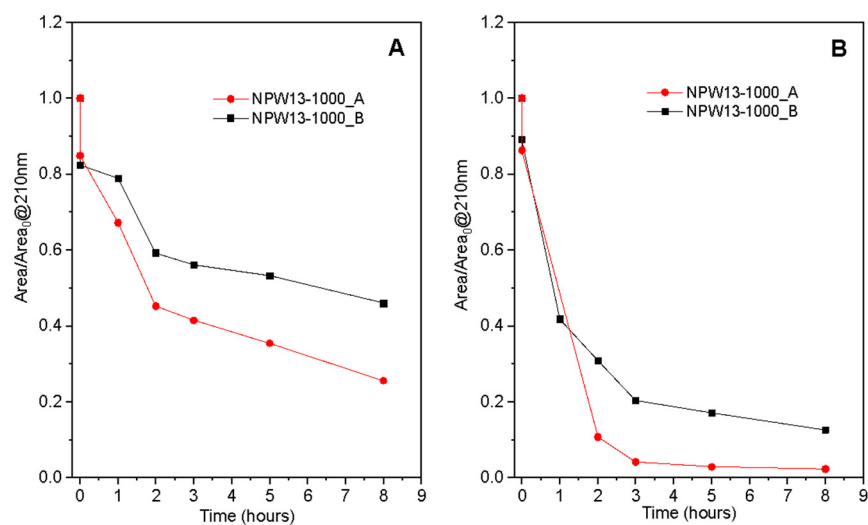 A
NPW13-1000_A
NPW13-1000_B
Area/Area₀@210nm
1.2
1.0
0.8
0.6
0.4
0.2
0.0
0 1 2 3 4 5 6 7 8 9
Time (hours)
B
NPW13-1000_A
NPW13-1000_B
Area/Area₀@210nm
1.2
1.0
0.8
0.6
0.4
0.2
0.0
0 1 2 3 4 5 6 7 8 9
Time (hours)